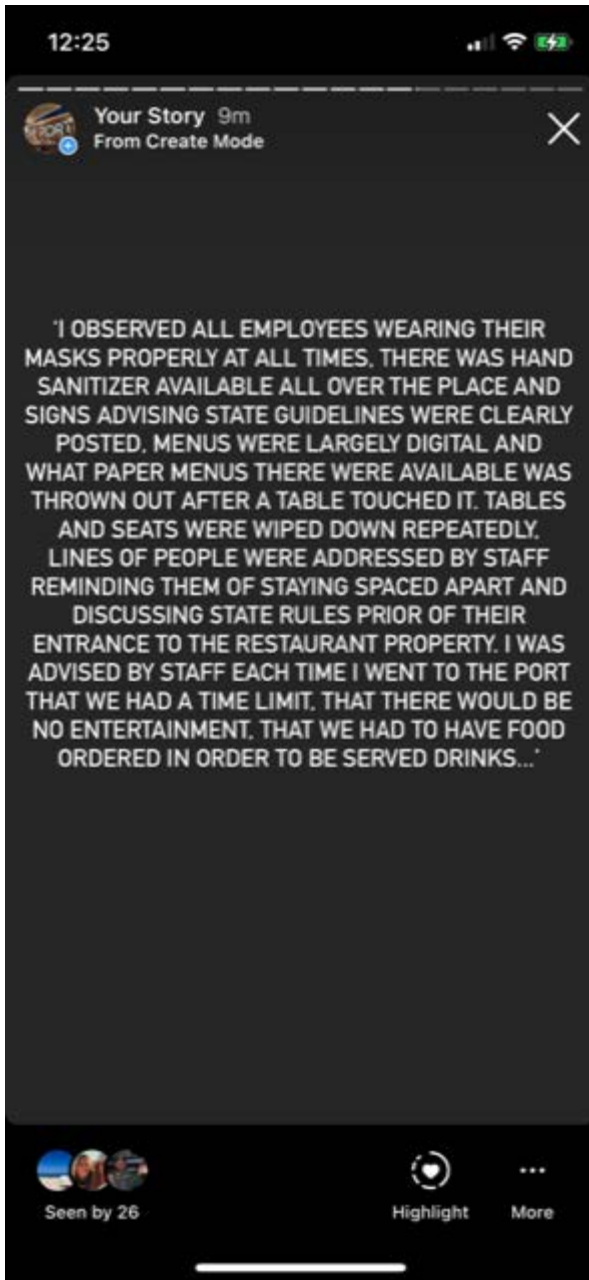 12:25
Your Story 9m
From Create Mode
'I OBSERVED ALL EMPLOYEES WEARING THEIR
MASKS PROPERLY AT ALL TIMES, THERE WAS HAND
SANITIZER AVAILABLE ALL OVER THE PLACE AND
SIGNS ADVISING STATE GUIDELINES WERE CLEARLY
POSTED, MENUS WERE LARGELY DIGITAL AND
WHAT PAPER MENUS THERE WERE AVAILABLE WAS
THROWN OUT AFTER A TABLE TOUCHED IT. TABLES
AND SEATS WERE WIPED DOWN REPEATEDLY.
LINES OF PEOPLE WERE ADDRESSED BY STAFF
REMINDING THEM OF STAYING SPACED APART AND
DISCUSSING STATE RULES PRIOR OF THEIR
ENTRANCE TO THE RESTAURANT PROPERTY. I WAS
ADVISED BY STAFF EACH TIME I WENT TO THE PORT
THAT WE HAD A TIME LIMIT, THAT THERE WOULD BE
NO ENTERTAINMENT, THAT WE HAD TO HAVE FOOD
ORDERED IN ORDER TO BE SERVED DRINKS...'
Seen by 26
Highlight
More